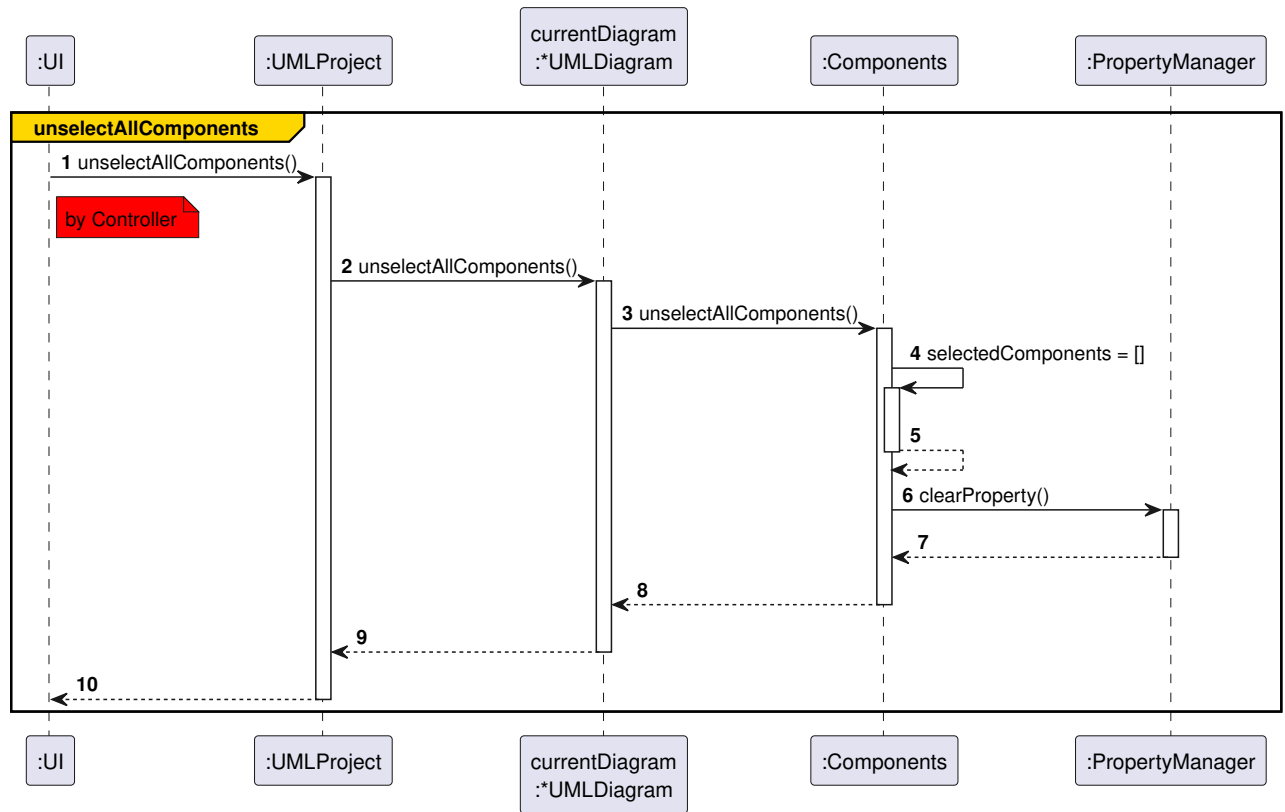 :UI
:UMLProject
currentDiagram
:*UMLDiagram
:Components
:PropertyManager
unselectAllComponents
1 unselectAllComponents()
by Controller
2 unselectAllComponents()
3 unselectAllComponents()
4 selectedComponents = []
5
6 clearProperty()
7
8
9
10
:UI
:UMLProject
currentDiagram
:*UMLDiagram
:Components
:PropertyManager